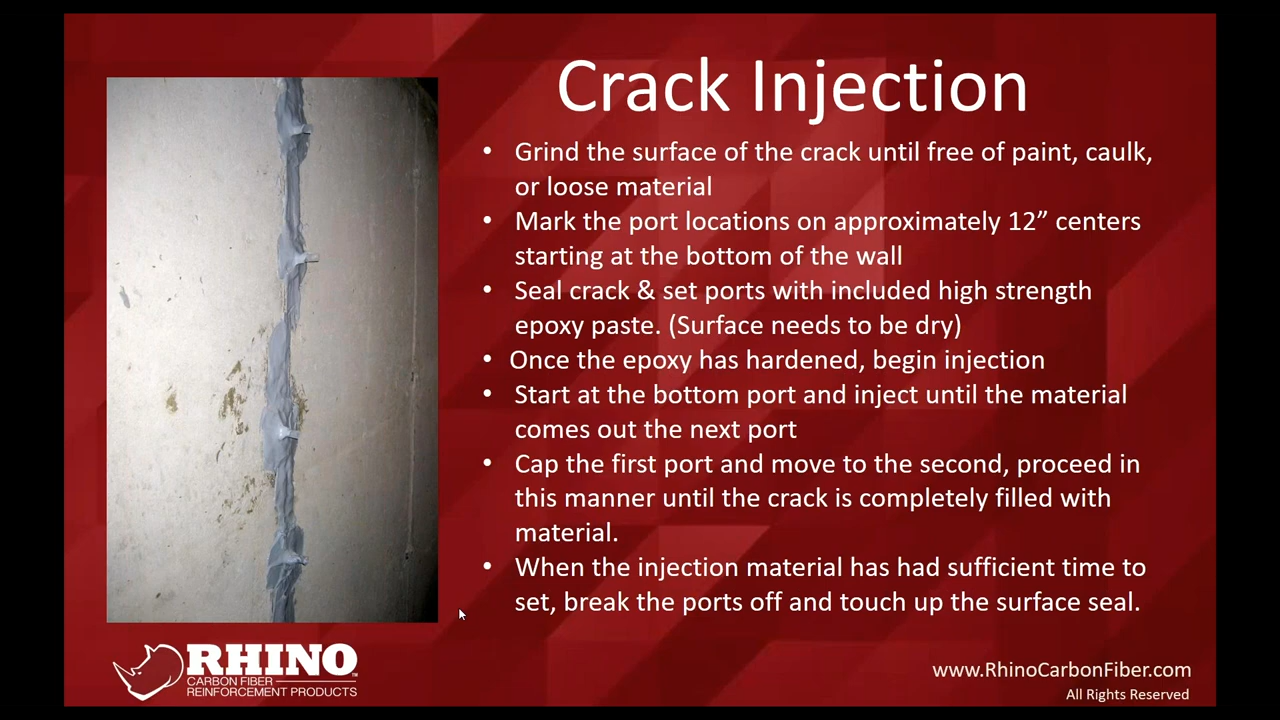 Crack Injection
• Grind the surface of the crack until free of paint, caulk,
or loose material
• Mark the port locations on approximately 12” centers
starting at the bottom of the wall
• Seal crack & set ports with included high strength
epoxy paste. (Surface needs to be dry)
• Once the epoxy has hardened, begin injection
• Start at the bottom port and inject until the material
comes out the next port
• Cap the first port and move to the second, proceed in
this manner until the crack is completely filled with
material.
• When the injection material has had sufficient time to
set, break the ports off and touch up the surface seal.
RHINO™
CARBON FIBER
REINFORCEMENT PRODUCTS
www.RhinoCarbonFiber.com
All Rights Reserved